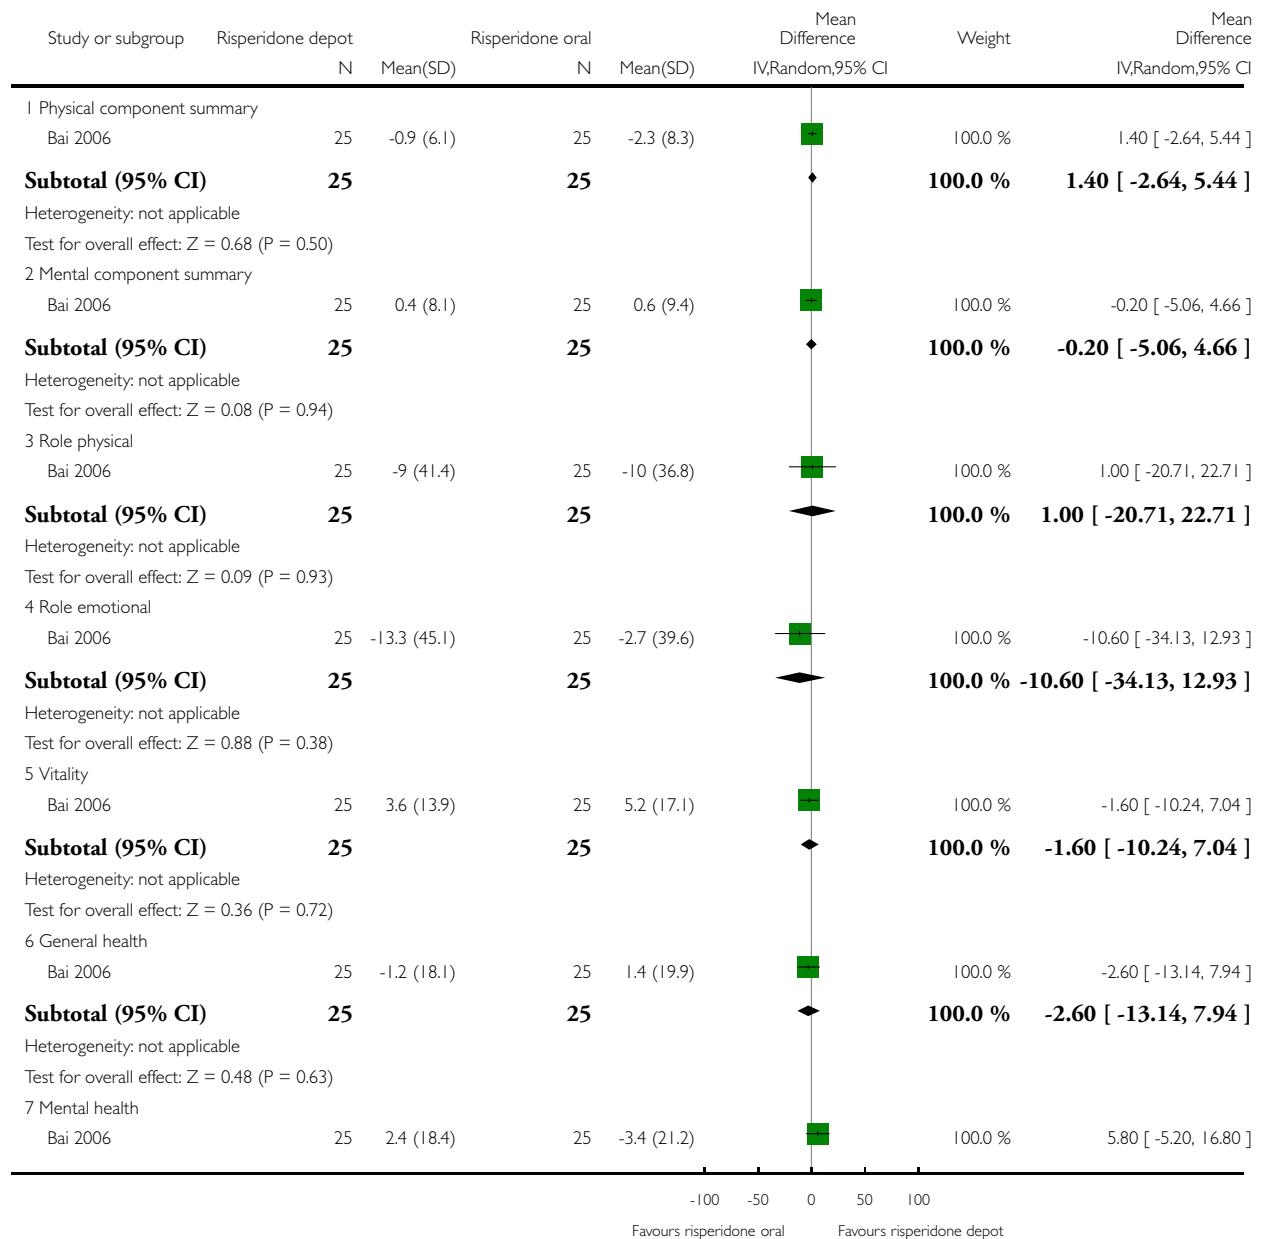 Study or subgroup Risperidone depot Risperidone oral Mean Difference Weight Mean Difference
N Mean(SD) N Mean(SD) IV,Random,95% CI IV,Random,95% CI
1 Physical component summary
Bai 2006 25 -0.9 (6.1) 25 -2.3 (8.3) 100.0 % 1.40 [ -2.64, 5.44 ]
Subtotal (95% CI) 25 25 100.0 % 1.40 [ -2.64, 5.44 ]
Heterogeneity: not applicable
Test for overall effect: Z = 0.68 (P = 0.50)
2 Mental component summary
Bai 2006 25 0.4 (8.1) 25 0.6 (9.4) 100.0 % -0.20 [ -5.06, 4.66 ]
Subtotal (95% CI) 25 25 100.0 % -0.20 [ -5.06, 4.66 ]
Heterogeneity: not applicable
Test for overall effect: Z = 0.08 (P = 0.94)
3 Role physical
Bai 2006 25 -9 (41.4) 25 -10 (36.8) 100.0 % 1.00 [ -20.71, 22.71 ]
Subtotal (95% CI) 25 25 100.0 % 1.00 [ -20.71, 22.71 ]
Heterogeneity: not applicable
Test for overall effect: Z = 0.09 (P = 0.93)
4 Role emotional
Bai 2006 25 -13.3 (45.1) 25 -2.7 (39.6) 100.0 % -10.60 [ -34.13, 12.93 ]
Subtotal (95% CI) 25 25 100.0 % -10.60 [ -34.13, 12.93 ]
Heterogeneity: not applicable
Test for overall effect: Z = 0.88 (P = 0.38)
5 Vitality
Bai 2006 25 3.6 (13.9) 25 5.2 (17.1) 100.0 % -1.60 [ -10.24, 7.04 ]
Subtotal (95% CI) 25 25 100.0 % -1.60 [ -10.24, 7.04 ]
Heterogeneity: not applicable
Test for overall effect: Z = 0.36 (P = 0.72)
6 General health
Bai 2006 25 -1.2 (18.1) 25 1.4 (19.9) 100.0 % -2.60 [ -13.14, 7.94 ]
Subtotal (95% CI) 25 25 100.0 % -2.60 [ -13.14, 7.94 ]
Heterogeneity: not applicable
Test for overall effect: Z = 0.48 (P = 0.63)
7 Mental health
Bai 2006 25 2.4 (18.4) 25 -3.4 (21.2) 100.0 % 5.80 [ -5.20, 16.80 ]
-100 -50 0 50 100
Favours risperidone oral Favours risperidone depot